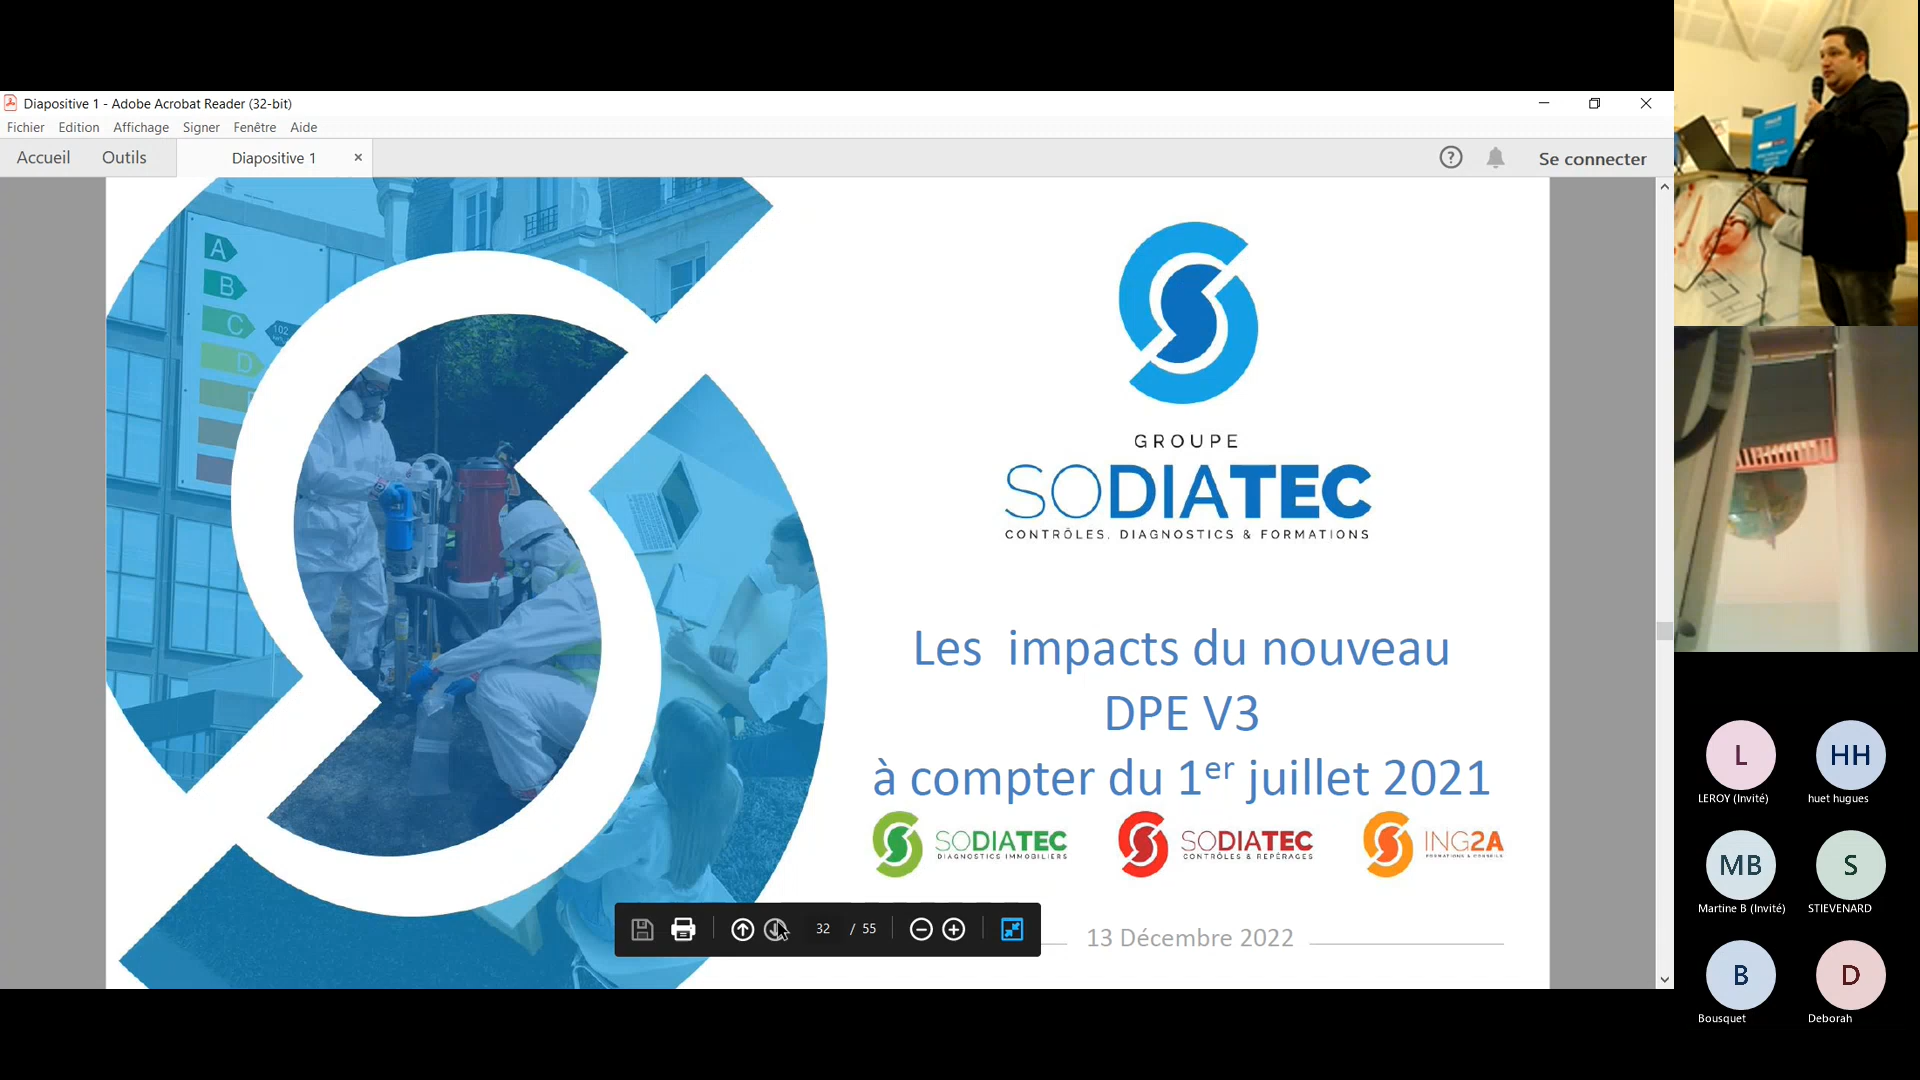 Diapositive 1 - Adobe Acrobat Reader (32-bit)
Fichier Edition Affichage Signer Fenêtre Aide
Accueil Outils Diapositive 1 × ? Se connecter
A
B
C 102
D
GROUPE
SODIATEC
CONTRÔLES, DIAGNOSTICS & FORMATIONS
Les impacts du nouveau
DPE V3
à compter du 1er juillet 2021
SODIATEC
DIAGNOSTICS IMMOBILIERS
SODIATEC
CONTRÔLES & REPÉRAGES
ING2A
FORMATIONS & CONSEILS
32 / 55
13 Décembre 2022
L
LEROY (Invité)
HH
huet hugues
MB
Martine B (Invité)
S
STIEVENARD
B
Bousquet
D
Deborah